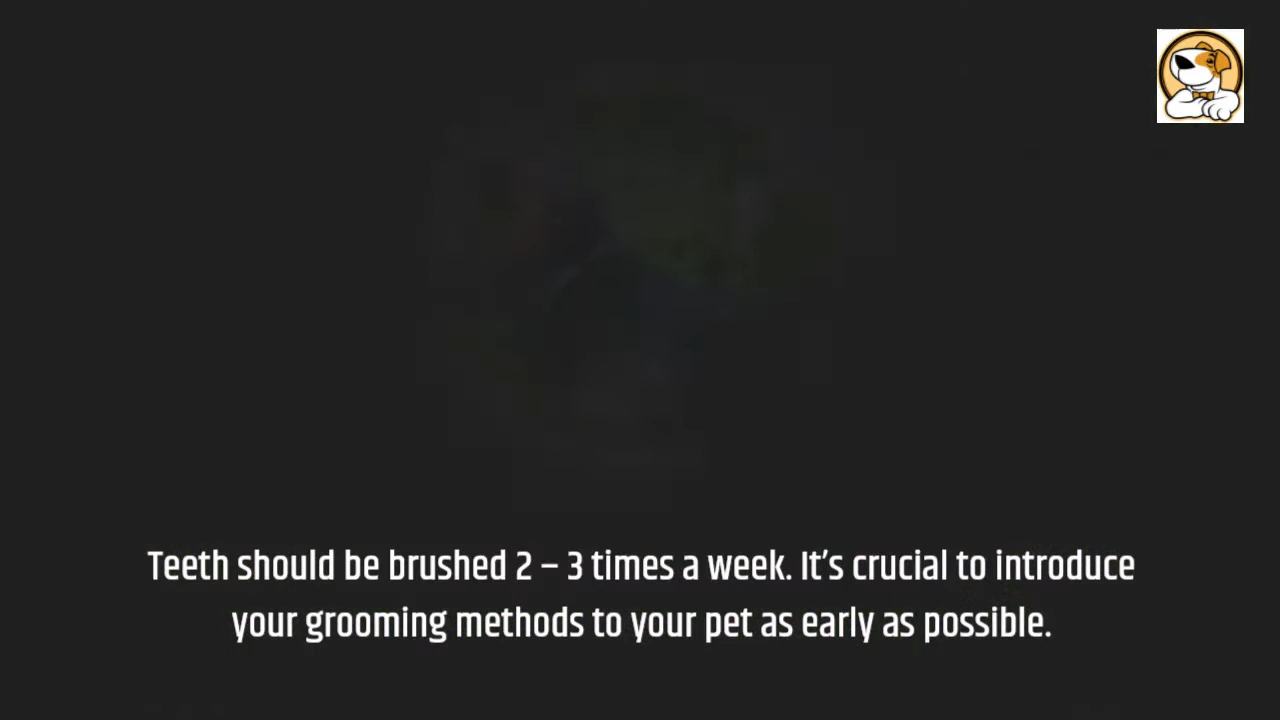 Teeth should be brushed 2 – 3 times a week. It’s crucial to introduce
your grooming methods to your pet as early as possible.